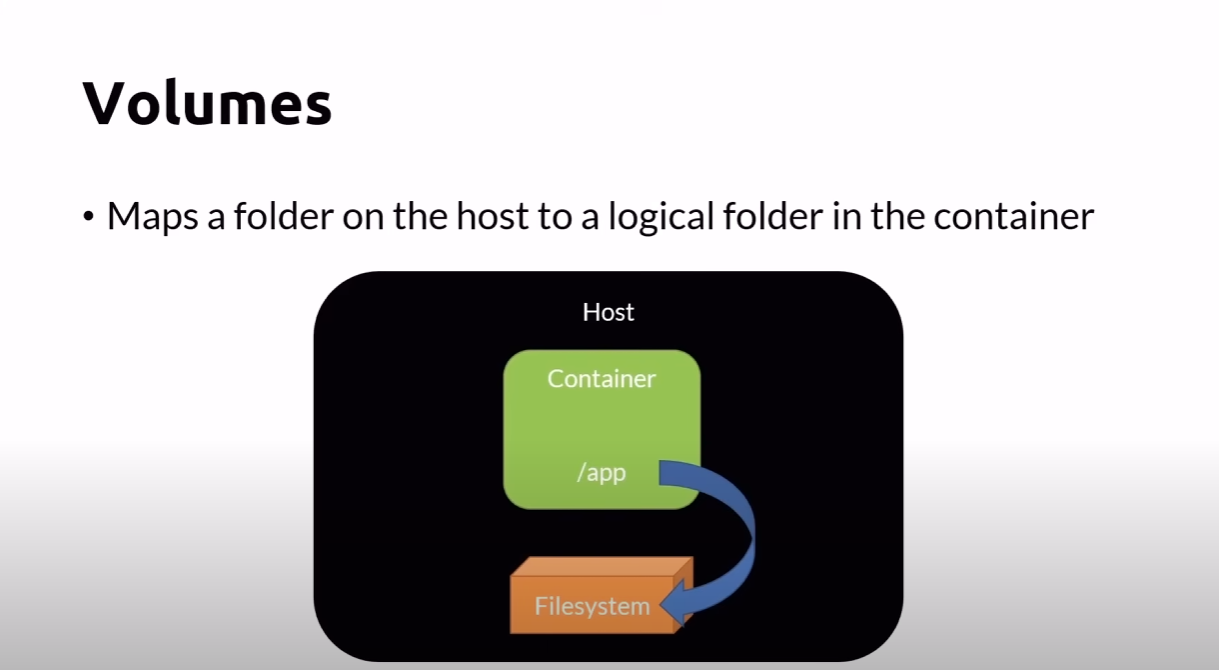 Volumes
• Maps a folder on the host to a logical folder in the container
Host
Container
/app
Filesystem